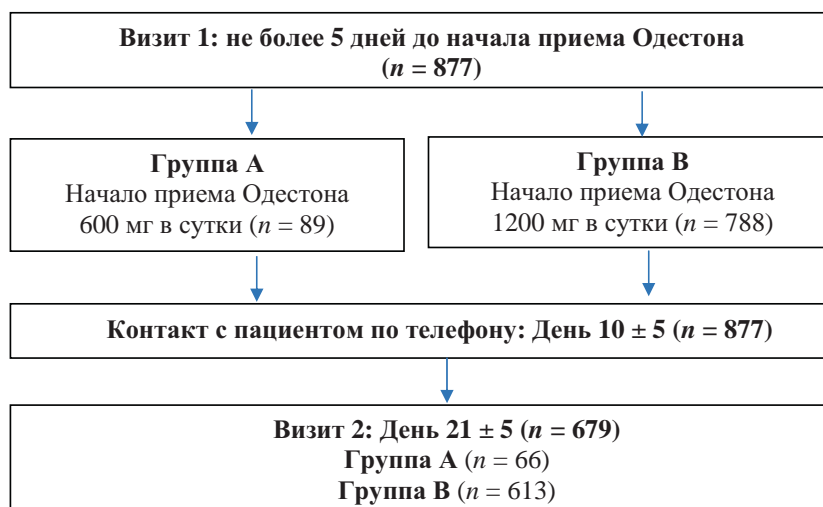 Визит 1: не более 5 дней до начала приема Одестона
(n = 877)
Группа А
Начало приема Одестона
600 мг в сутки (n = 89)
Группа В
Начало приема Одестона
1200 мг в сутки (n = 788)
Контакт с пациентом по телефону: День 10 ± 5 (n = 877)
Визит 2: День 21 ± 5 (n = 679)
Группа А (n = 66)
Группа В (n = 613)